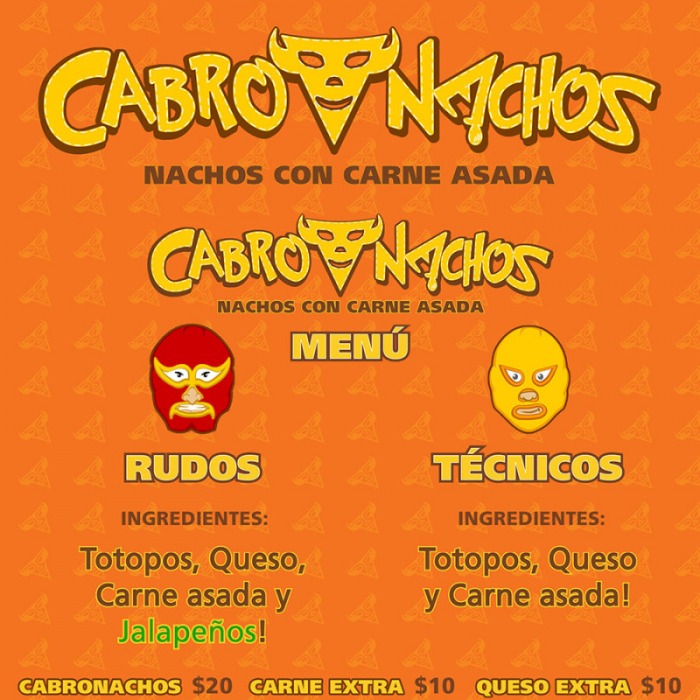 CABRONACHOS
NACHOS CON CARNE ASADA
CABRONACHOS
NACHOS CON CARNE ASADA
MENÚ
RUDOS
TÉCNICOS
INGREDIENTES:
INGREDIENTES:
Totopos, Queso,
Carne asada y
Jalapeños!
Totopos, Queso
y Carne asada!
CABRONACHOS $20 CARNE EXTRA $10 QUESO EXTRA $10